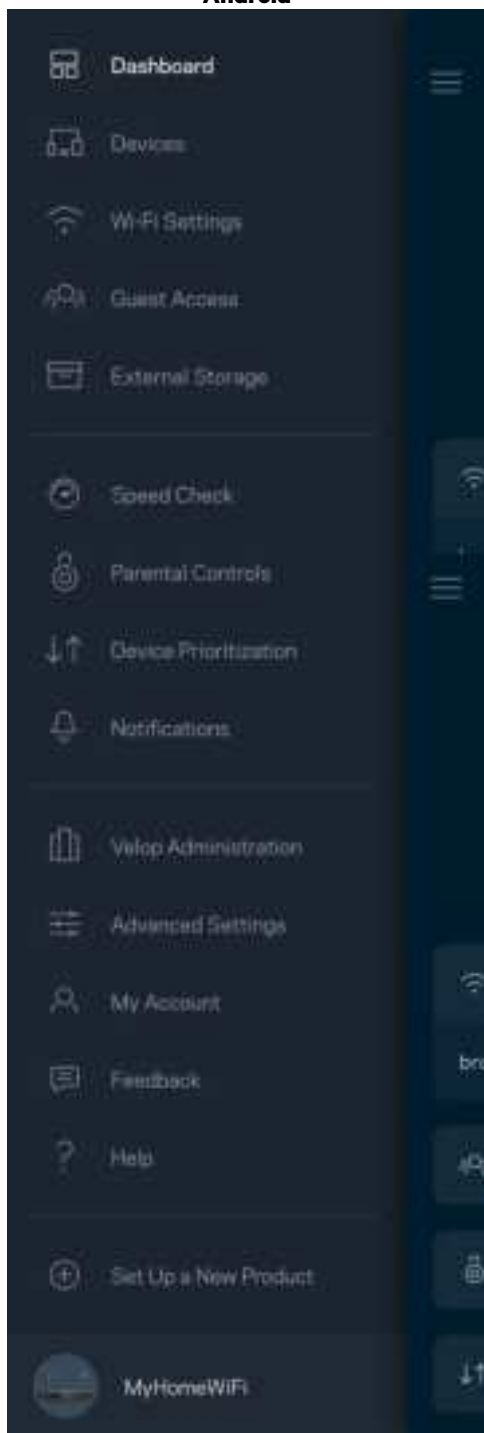 Android
Dashboard
Devices
Wi-Fi Settings
Guest Access
External Storage
Speed Check
Parental Controls
Device Prioritization
Notifications
Velop Administration
Advanced Settings
My Account
Feedback
bro
Help
Set Up a New Product
MyHomeWiFi